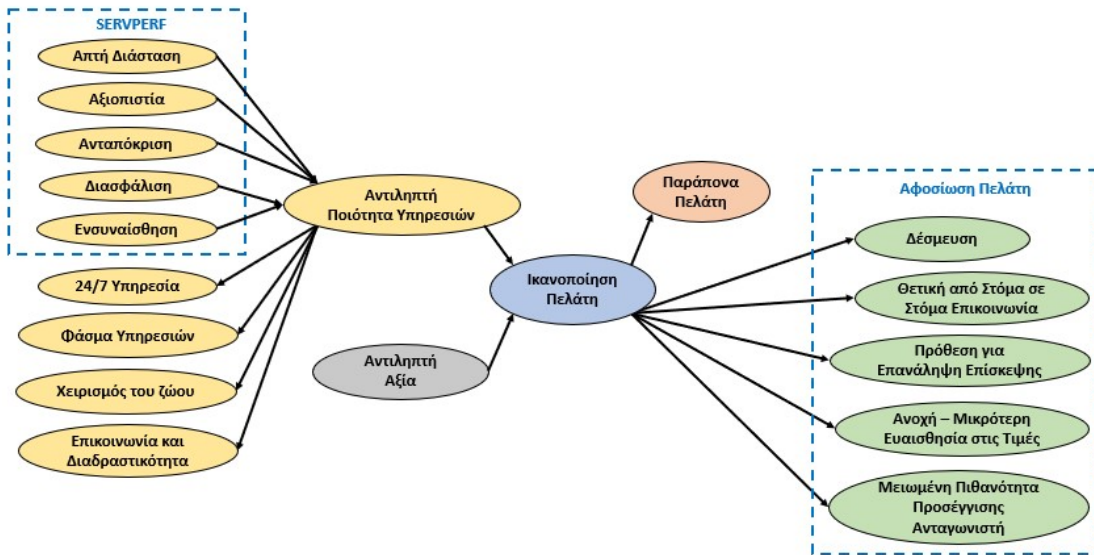 SERVPERF
Απτή Διάσταση
Αξιοπιστία
Ανταπόκριση
Διασφάλιση
Ενσυναίσθηση
24/7 Υπηρεσία
Φάσμα Υπηρεσιών
Χειρισμός του ζώου
Επικοινωνία και
Διαδραστικότητα
Αντιληπτή
Ποιότητα Υπηρεσιών
Αντιληπτή
Αξία
Ικανοποίηση
Πελάτη
Παράπονα
Πελάτη
Αφοσίωση Πελάτη
Δέσμευση
Θετική από Στόμα σε
Στόμα Επικοινωνία
Πρόθεση για
Επανάληψη Επίσκεψης
Ανοχή – Μικρότερη
Ευαισθησία στις Τιμές
Μειωμένη Πιθανότητα
Προσέγγισης
Ανταγωνιστή